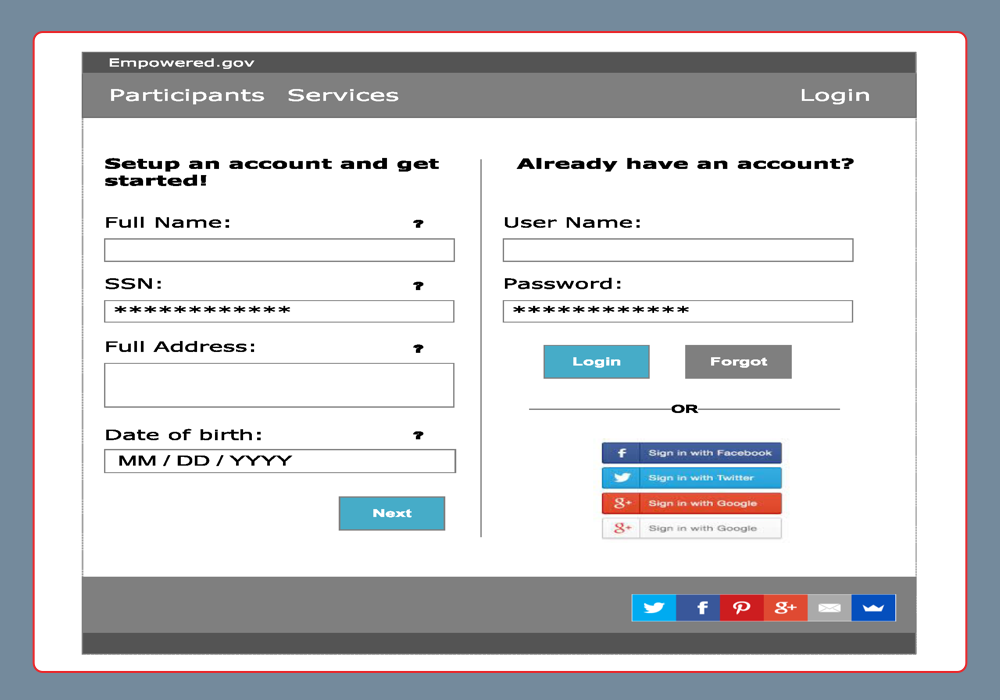 Empowered.gov
Participants Services Login
Setup an account and get
started!
Full Name: ?
SSN: ?
************
Full Address: ?
Date of birth: ?
MM / DD / YYYY
Next
Already have an account?
User Name:
Password:
************
Login Forgot
OR
f Sign in with Facebook
Sign in with Twitter
g+ Sign in with Google
g+ Sign in with Google
f g+